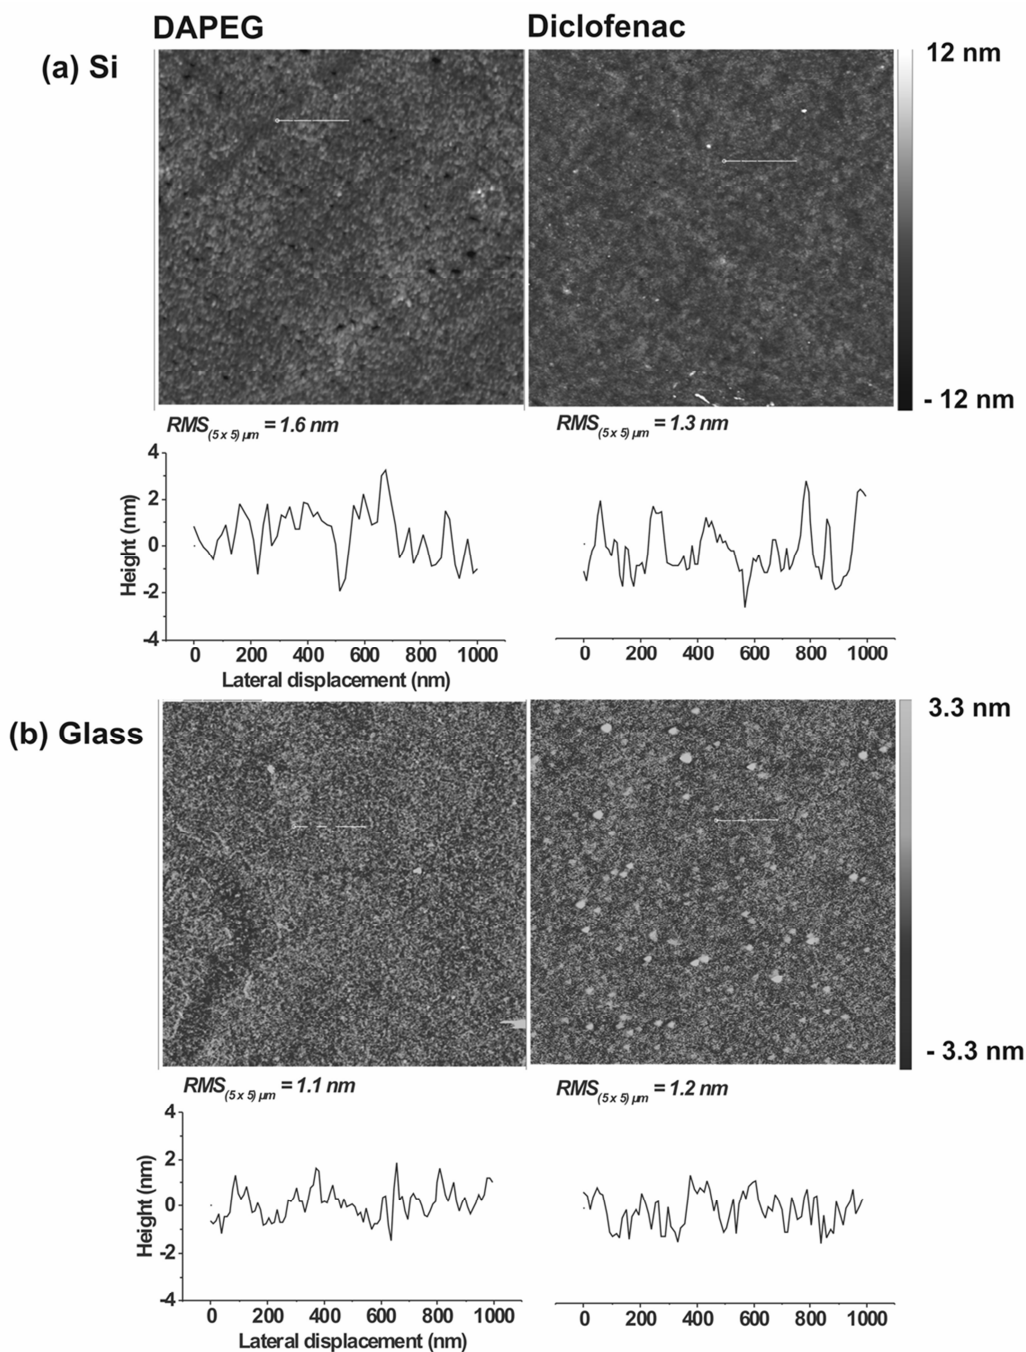 DAPEG Diclofenac
(a) Si
12 nm
- 12 nm
RMS(5 x 5) µm = 1.6 nm RMS(5 x 5) µm = 1.3 nm
4
2
0
-2
-4
Height (nm)
0 200 400 600 800 1000 0 200 400 600 800 1000
Lateral displacement (nm)
(b) Glass
3.3 nm
- 3.3 nm
RMS(5 x 5) µm = 1.1 nm RMS(5 x 5) µm = 1.2 nm
4
2
0
-2
-4
Height (nm)
0 200 400 600 800 1000 0 200 400 600 800 1000
Lateral displacement (nm)